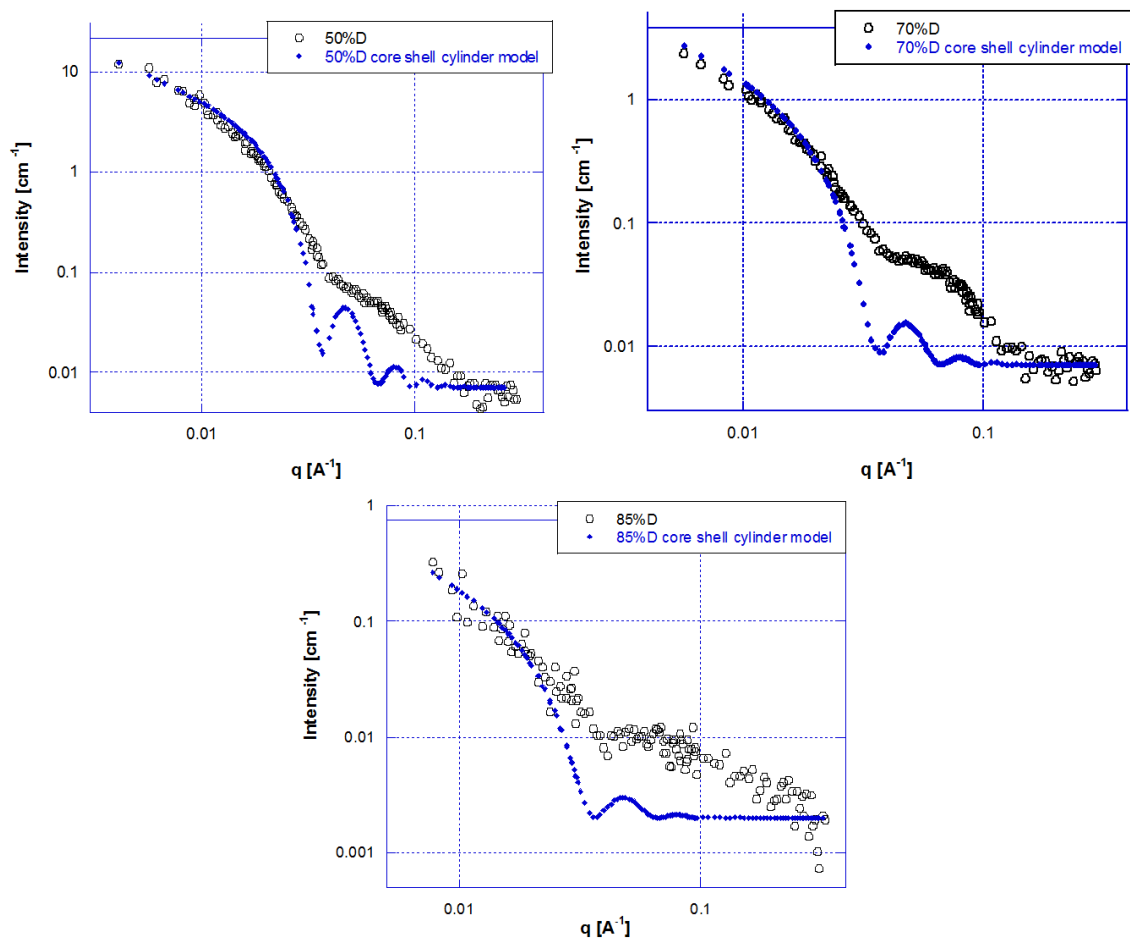 50%D
50%D core shell cylinder model
10
1
0.1
0.01
Intensity [cm⁻¹]
0.01
0.1
q [A⁻¹]
70%D
70%D core shell cylinder model
1
0.1
0.01
Intensity [cm⁻¹]
0.01
0.1
q [A⁻¹]
85%D
85%D core shell cylinder model
1
0.1
0.01
0.001
Intensity [cm⁻¹]
0.01
0.1
q [A⁻¹]